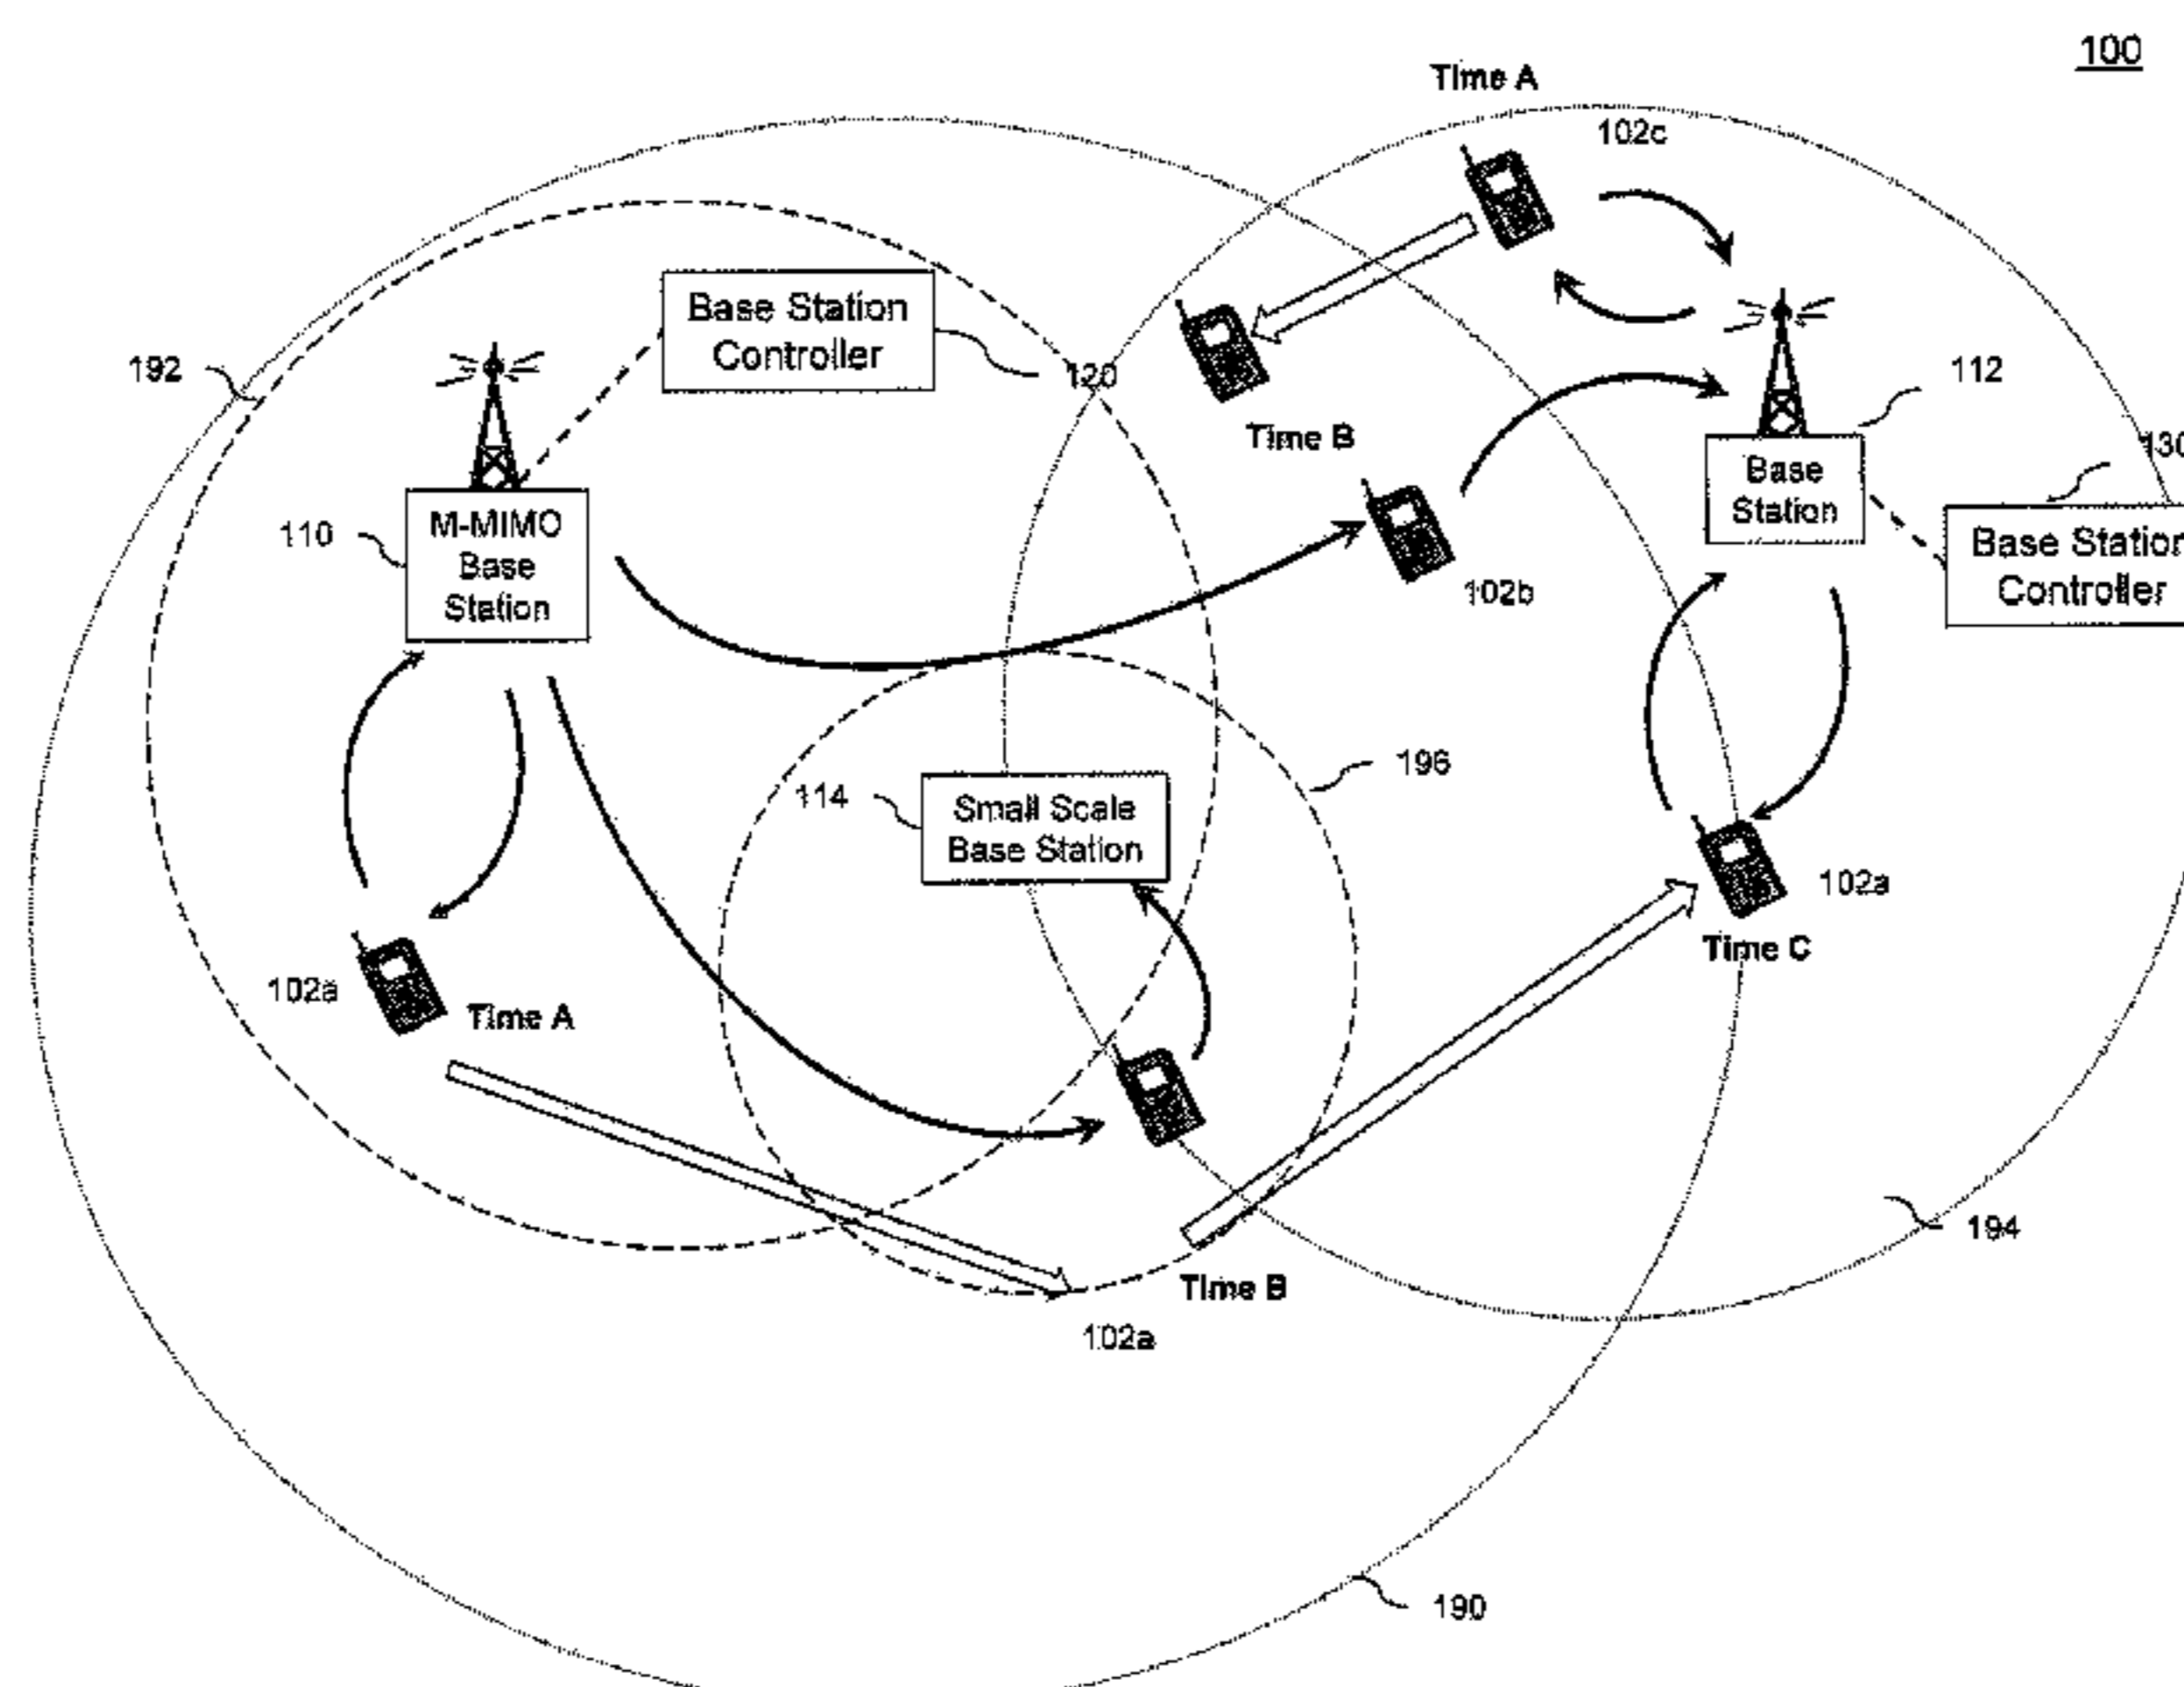 100
Time A
102c
Base Station
Controller
120
192
112
Time B
130
Base
Station
M-MIMO
Base
Station
110
Base Station
Controller
102b
196
114
Small Scale
Base Station
102a
Time C
102a
Time A
194
Time B
102a
190